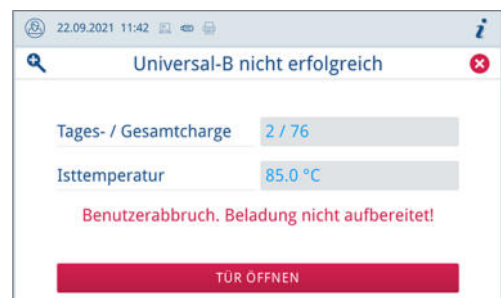 22.09.2021 11:42
Universal-B nicht erfolgreich
Tages- / Gesamtcharge 2 / 76
Isttemperatur 85.0 °C
Benutzerabbruch. Beladung nicht aufbereitet!
TÜR ÖFFNEN